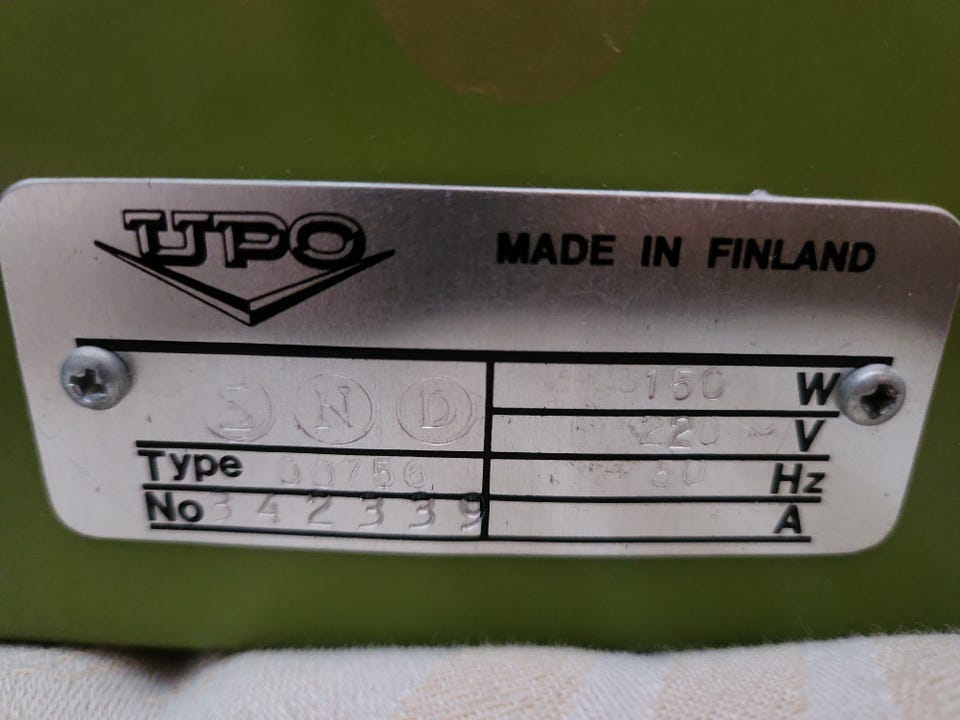 UPO MADE IN FINLAND
S N D 150 W
220 ~ V
Type 00756 50 Hz
No 342339 A